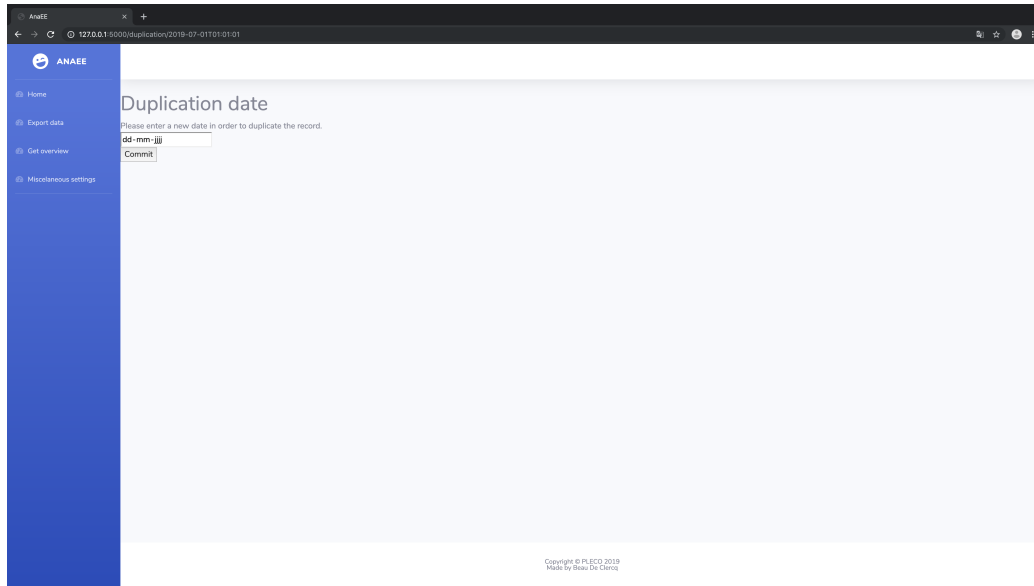 AnaEE
127.0.0.1:5000/duplication/2019-07-01T01:01:01
ANAEE
Home
Export data
Get overview
Miscelaneous settings
Duplication date
Please enter a new date in order to duplicate the record.
dd-mm-jjjj
Commit
Copyright © PLECO 2019
Made by Beau De Clercq